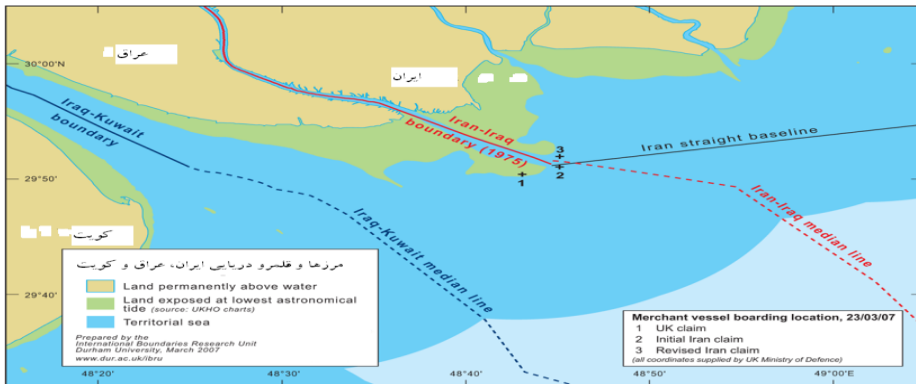 عراق
ایران
30°00'N
Iraq-Kuwait
boundary
Iran-Iraq
boundary (1975)
3
2
1
Iran straight baseline
29°50'
کویت
Iraq-Kuwait median line
Iran-Iraq median line
مرزها و قلمرو دریایی ایران، عراق و کویت
Land permanently above water
Land exposed at lowest astronomical
tide (source: UKHO charts)
Territorial sea
Prepared by the
International Boundaries Research Unit
Durham University, March 2007
www.dur.ac.uk/ibru
29°40'
Merchant vessel boarding location, 23/03/07
1 UK claim
2 Initial Iran claim
3 Revised Iran claim
(all coordinates supplied by UK Ministry of Defence)
48°20'
48°30'
48°40'
48°50'
49°00'E